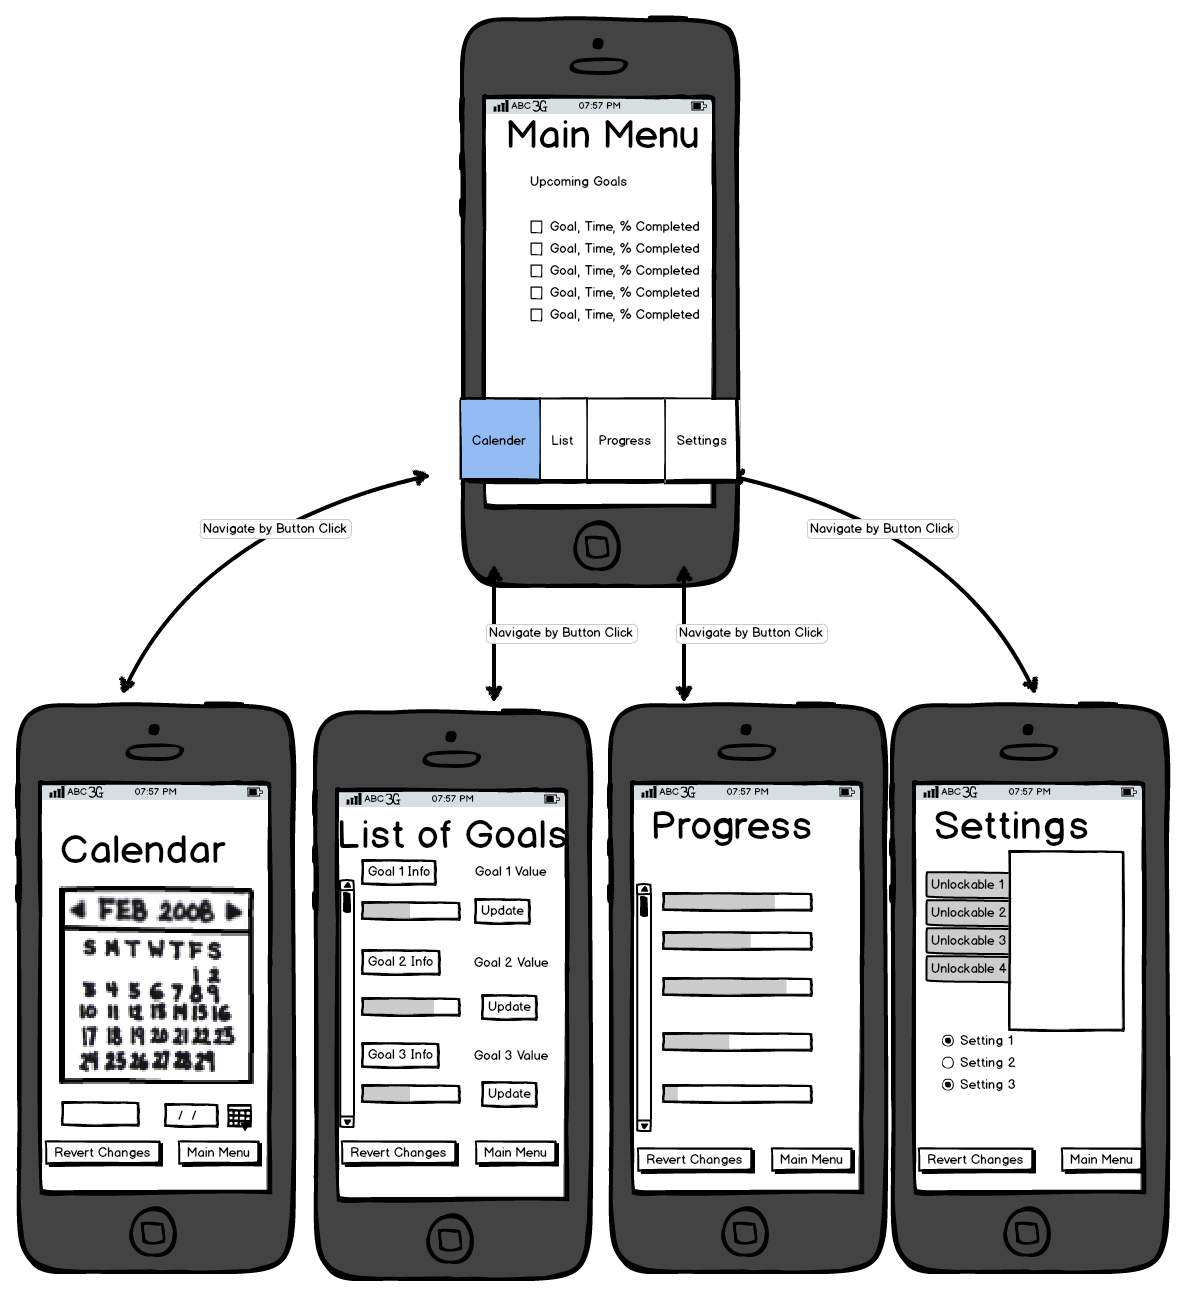 ABC 3G 07:57 PM
Main Menu
Upcoming Goals
Goal, Time, % Completed
Goal, Time, % Completed
Goal, Time, % Completed
Goal, Time, % Completed
Goal, Time, % Completed
Calender List Progress Settings
Navigate by Button Click
Navigate by Button Click
Navigate by Button Click
Navigate by Button Click
ABC 3G 07:57 PM
Calendar
FEB 2008
S M T W T F S
1 2
3 4 5 6 7 8 9
10 11 12 13 14 15 16
17 18 19 20 21 22 23
24 25 26 27 28 29
/ /
Revert Changes Main Menu
ABC 3G 07:57 PM
List of Goals
Goal 1 Info Goal 1 Value
Update
Goal 2 Info Goal 2 Value
Update
Goal 3 Info Goal 3 Value
Update
Revert Changes Main Menu
ABC 3G 07:57 PM
Progress
Revert Changes Main Menu
ABC 3G 07:57 PM
Settings
Unlockable 1
Unlockable 2
Unlockable 3
Unlockable 4
Setting 1
Setting 2
Setting 3
Revert Changes Main Menu